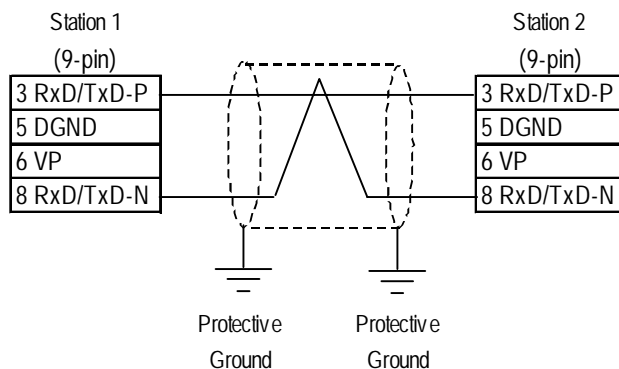 Station 1
(9-pin)
3 RxD/TxD-P
5 DGND
6 VP
8 RxD/TxD-N
Station 2
(9-pin)
3 RxD/TxD-P
5 DGND
6 VP
8 RxD/TxD-N
Protective
Ground
Protective
Ground